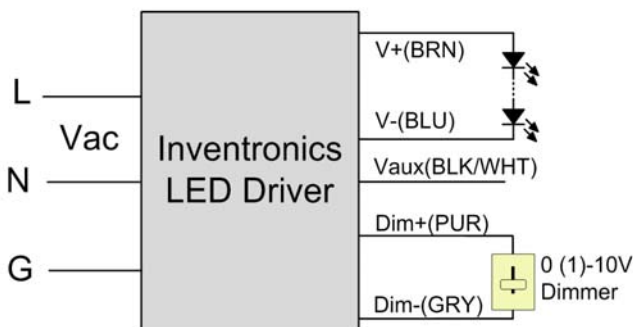 L
Vac
N
G
Inventronics
LED Driver
V+(BRN)
V-(BLU)
Vaux(BLK/WHT)
Dim+(PUR)
Dim-(GRY)
0 (1)-10V
Dimmer